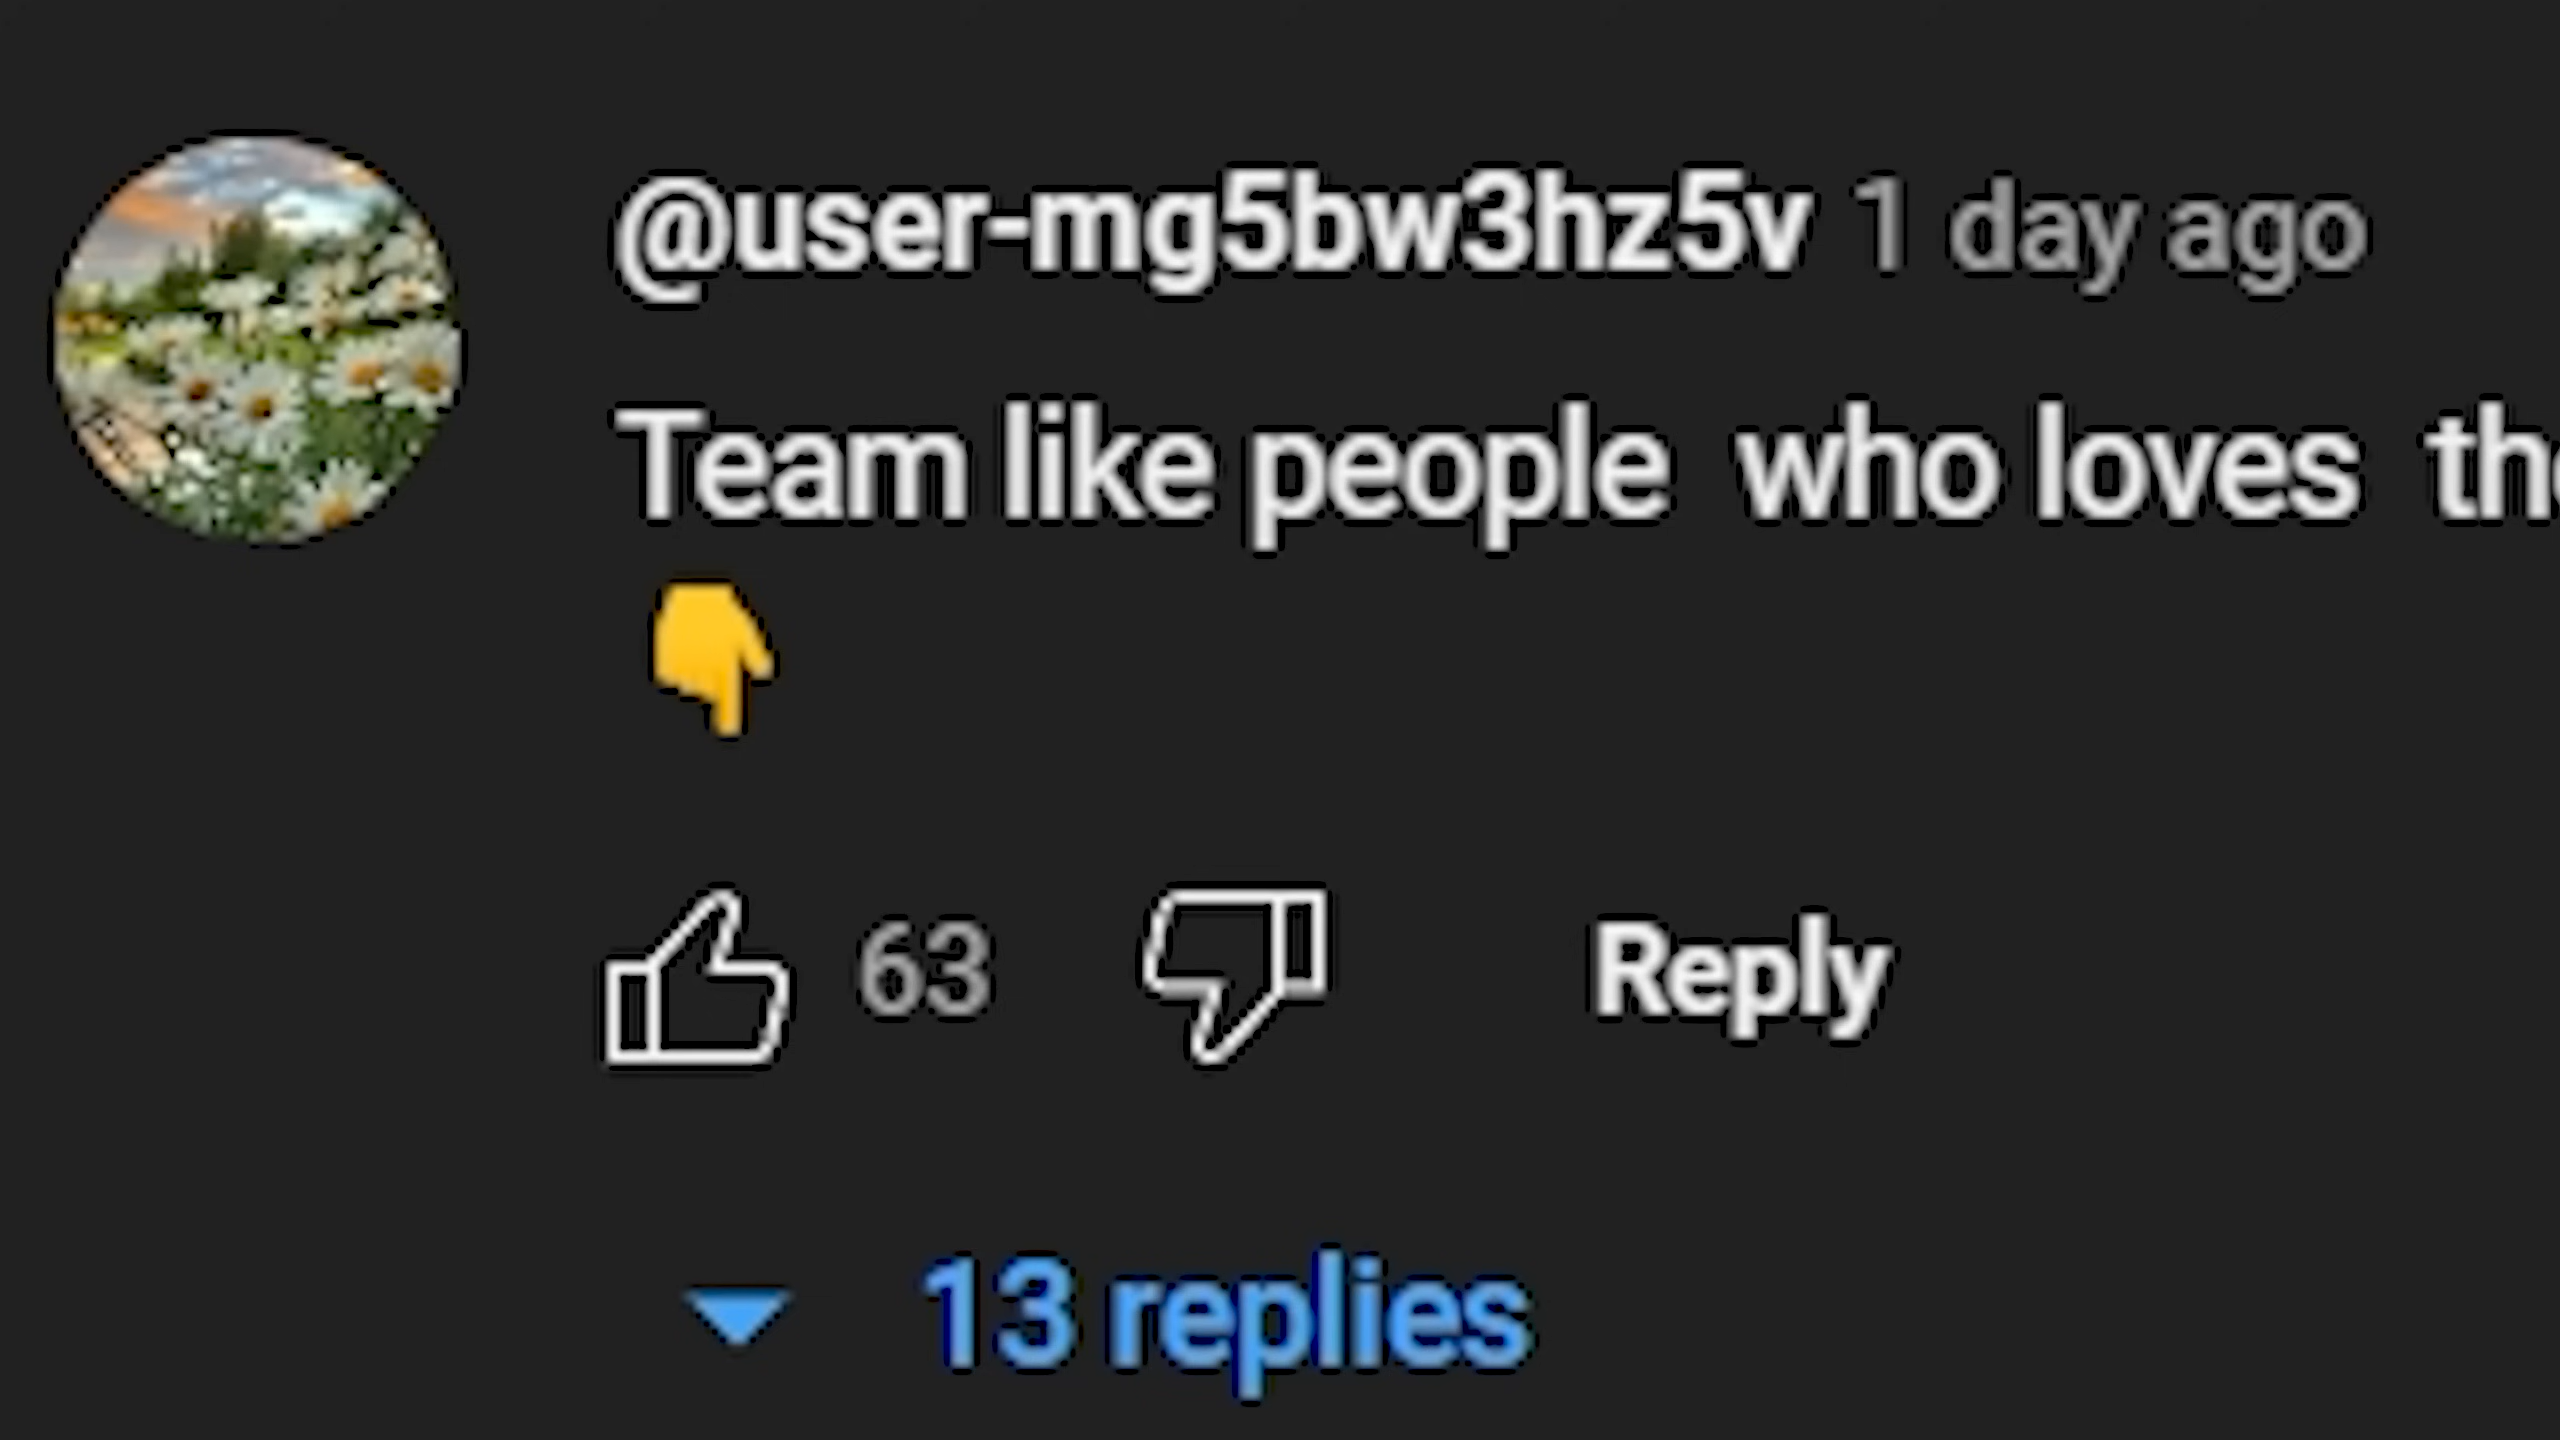 @user-mg5bw3hz5v 1 day ago
Team like people  who loves
👇
63 Reply
13 replies